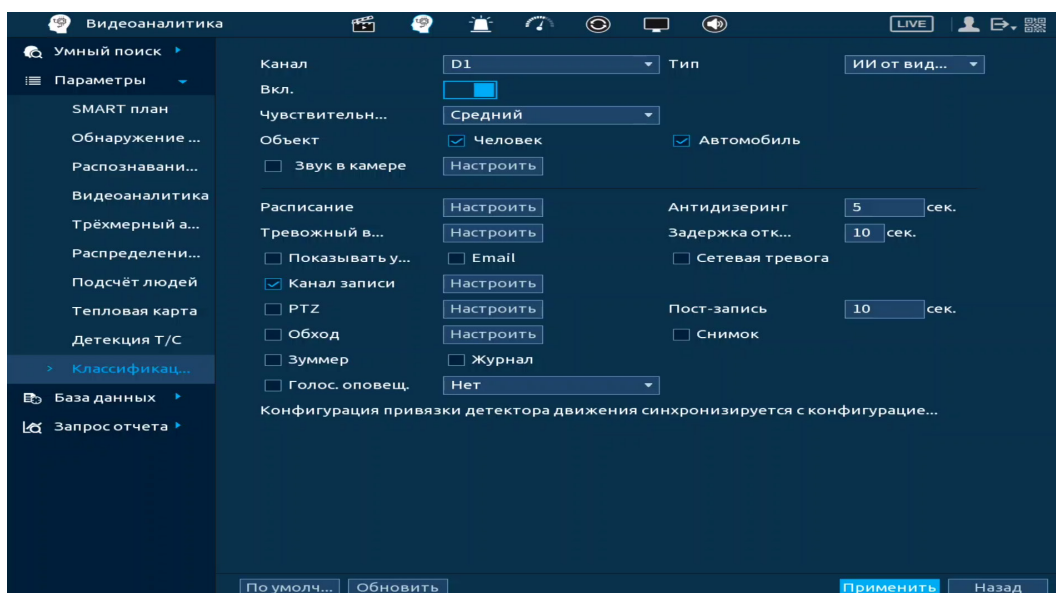 Видеоаналитика LIVE
Умный поиск
Параметры
SMART план
Обнаружение ...
Распознавани...
Видеоаналитика
Трёхмерный а...
Распределени...
Подсчёт людей
Тепловая карта
Детекция Т/С
Классификац...
База данных
Запрос отчета
Канал D1 Тип ИИ от вид...
Вкл.
Чувствительн... Средний
Объект Человек Автомобиль
Звук в камере Настроить
Расписание Настроить Антидизеринг 5 сек.
Тревожный в... Настроить Задержка отк... 10 сек.
Показывать у... Email Сетевая тревога
Канал записи Настроить
PTZ Настроить Пост-запись 10 сек.
Обход Настроить Снимок
Зуммер Журнал
Голос. оповещ. Нет
Конфигурация привязки детектора движения синхронизируется с конфигурацие...
По умолч... Обновить Применить Назад